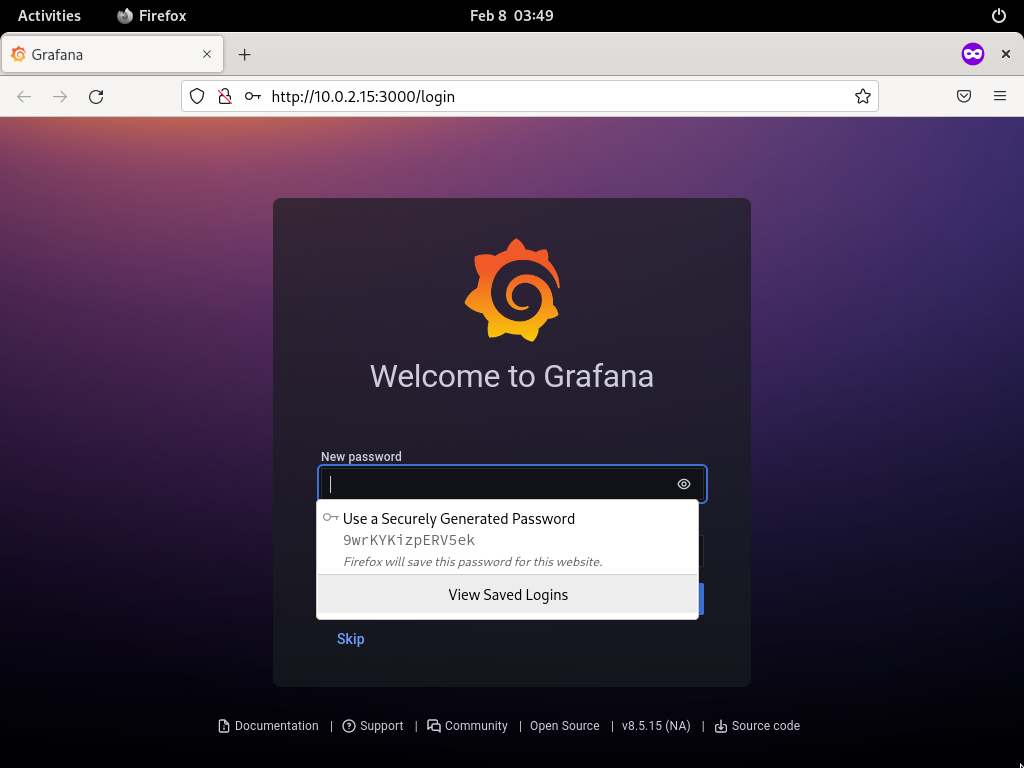 Activities Firefox Feb 8 03:49
Grafana
http://10.0.2.15:3000/login
Welcome to Grafana
New password
Use a Securely Generated Password
9wrKYKizpERV5ek
Firefox will save this password for this website.
View Saved Logins
Skip
Documentation | Support | Community | Open Source | v8.5.15 (NA) | Source code